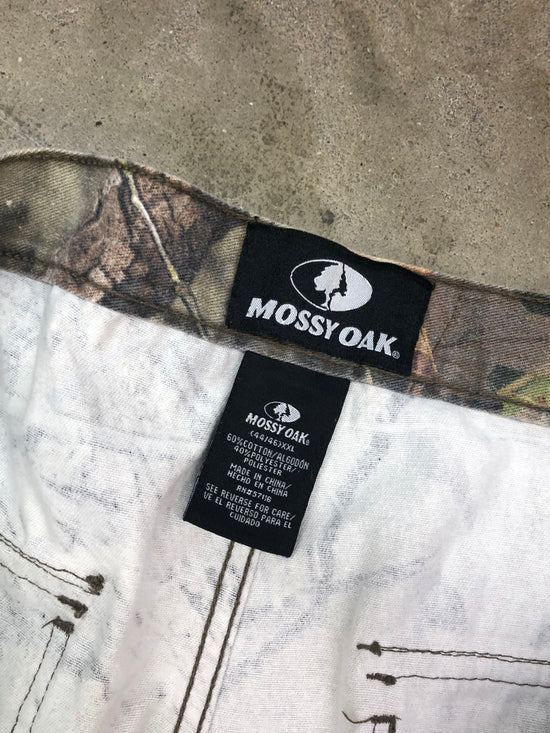 MOSSY OAK®
MOSSY OAK®
(44/46)XXL
60%COTTON/ALGODÓN
40%POLYESTER/
POLIESTER
MADE IN CHINA/
HECHO EN CHINA
RN#57116
SEE REVERSE FOR CARE/
VE EL REVERSO PARA EL
CUIDADO